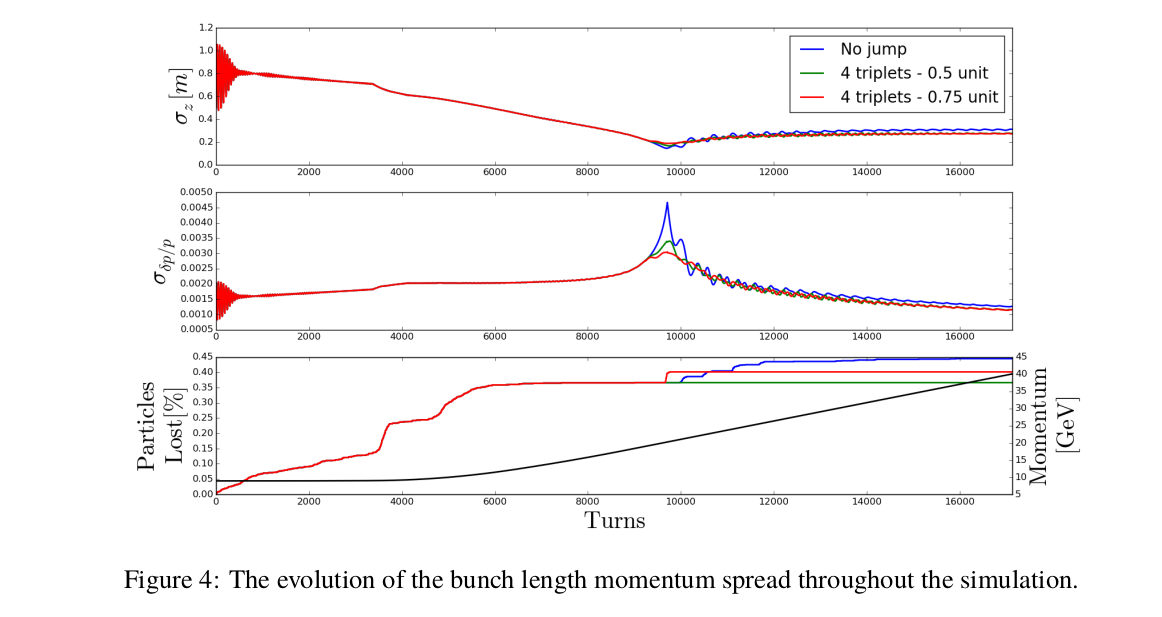 1.2
1.0
0.8
0.6
0.4
0.2
0.0
σz [m]
No jump
4 triplets - 0.5 unit
4 triplets - 0.75 unit
0 2000 4000 6000 8000 10000 12000 14000 16000
0.0050
0.0045
0.0040
0.0035
0.0030
0.0025
0.0020
0.0015
0.0010
0.0005
σδp/p
0 2000 4000 6000 8000 10000 12000 14000 16000
0.45
0.40
0.35
0.30
0.25
0.20
0.15
0.10
0.05
0.00
Particles
Lost[%]
45
40
35
30
25
20
15
10
5
Momentum
[GeV]
0 2000 4000 6000 8000 10000 12000 14000 16000
Turns
Figure 4: The evolution of the bunch length momentum spread throughout the simulation.